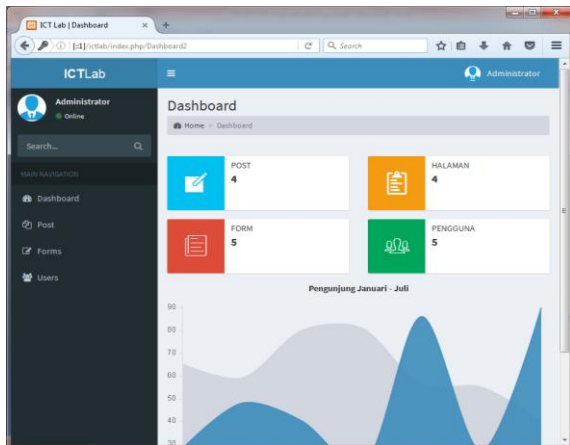 ICT Lab | Dashboard
[::1]/ictlab/index.php/Dashboard2
Search
ICTLab
Administrator
Administrator
Online
Dashboard
Home > Dashboard
Search...
MAIN NAVIGATION
Dashboard
Post
Forms
Users
POST
4
HALAMAN
4
FORM
5
PENGGUNA
5
Pengunjung Januari - Juli
90
80
70
60
50
40
30